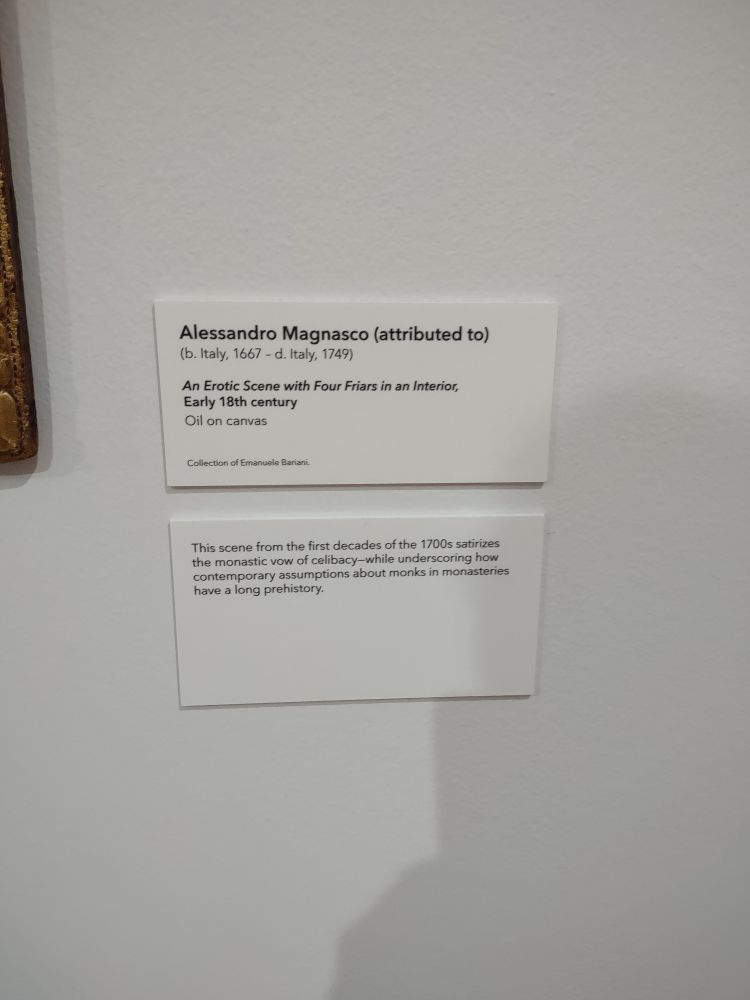 Alessandro Magnasco (attributed to)
(b. Italy, 1667 - d. Italy, 1749)
An Erotic Scene with Four Friars in an Interior,
Early 18th century
Oil on canvas
Collection of Emanuele Bariani.
This scene from the first decades of the 1700s satirizes
the monastic vow of celibacy—while underscoring how
contemporary assumptions about monks in monasteries
have a long prehistory.